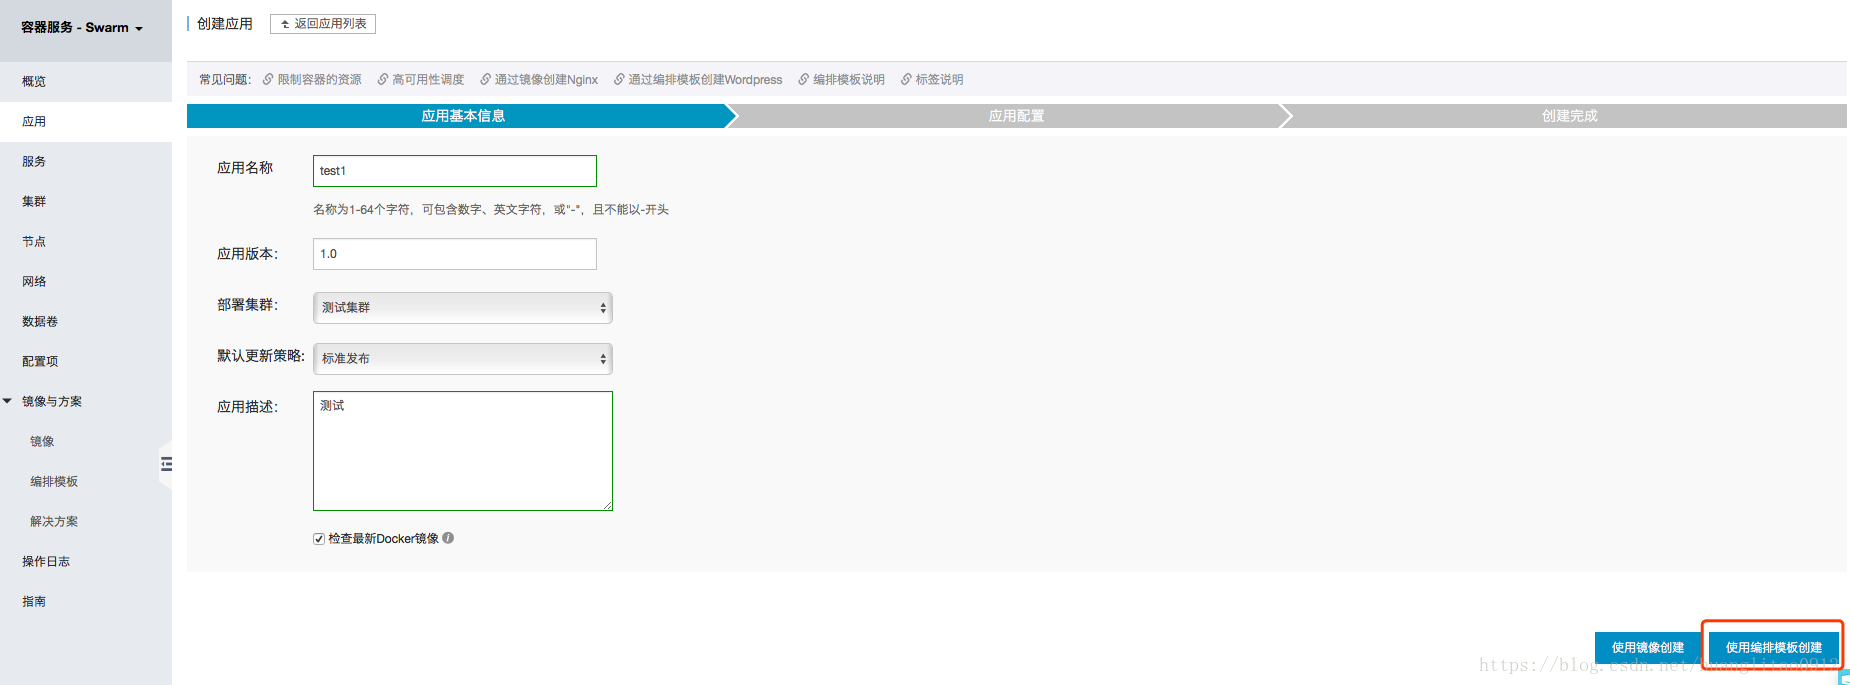 容器服务 - Swarm
概览
应用
服务
集群
节点
网络
数据卷
配置项
镜像与方案
镜像
编排模板
解决方案
操作日志
指南
创建应用 返回应用列表
常见问题: 限制容器的资源 高可用性调度 通过镜像创建Nginx 通过编排模板创建Wordpress 编排模板说明 标签说明
应用基本信息 应用配置 创建完成
应用名称 test1
名称为1-64个字符，可包含数字、英文字符，或"-"，且不能以-开头
应用版本: 1.0
部署集群: 测试集群
默认更新策略: 标准发布
应用描述: 测试
检查最新Docker镜像
使用镜像创建 使用编排模板创建
https://blog.csdn.net/